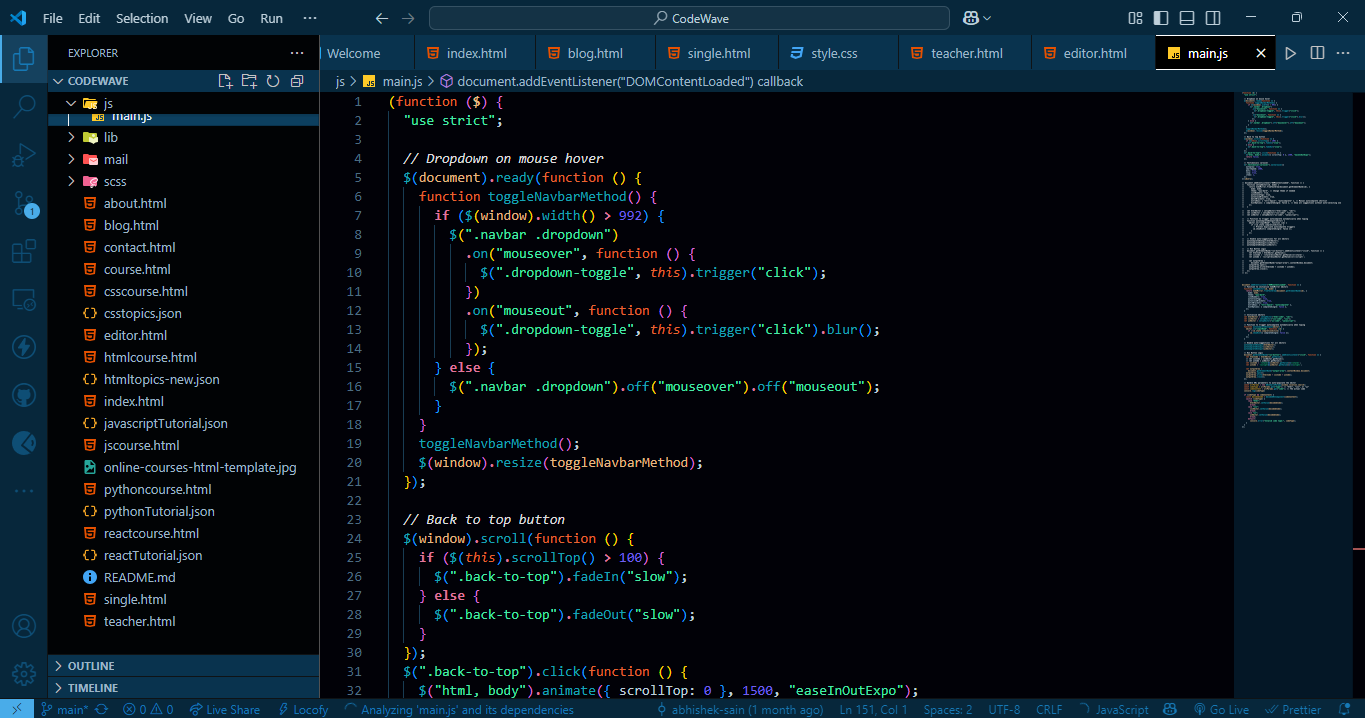 File Edit Selection View Go Run ··· CodeWave
EXPLORER ···
CODEWAVE
js
main.js
lib
mail
scss
about.html
blog.html
contact.html
course.html
csscourse.html
csstopics.json
editor.html
htmlcourse.html
htmltopics-new.json
index.html
javascriptTutorial.json
jscourse.html
online-courses-html-template.jpg
pythoncourse.html
pythonTutorial.json
reactcourse.html
reactTutorial.json
README.md
single.html
teacher.html
OUTLINE
TIMELINE
1
Welcome index.html blog.html single.html style.css teacher.html editor.html JS main.js
js > JS main.js > document.addEventListener("DOMContentLoaded") callback
1 (function ($) {
2 "use strict";
3
4 // Dropdown on mouse hover
5 $(document).ready(function () {
6 function toggleNavbarMethod() {
7 if ($(window).width() > 992) {
8 $(".navbar .dropdown")
9 .on("mouseover", function () {
10 $(".dropdown-toggle", this).trigger("click");
11 })
12 .on("mouseout", function () {
13 $(".dropdown-toggle", this).trigger("click").blur();
14 });
15 } else {
16 $(".navbar .dropdown").off("mouseover").off("mouseout");
17 }
18 }
19 toggleNavbarMethod();
20 $(window).resize(toggleNavbarMethod);
21 });
22
23 // Back to top button
24 $(window).scroll(function () {
25 if ($(this).scrollTop() > 100) {
26 $(".back-to-top").fadeIn("slow");
27 } else {
28 $(".back-to-top").fadeOut("slow");
29 }
30 });
31 $(".back-to-top").click(function () {
32 $("html, body").animate({ scrollTop: 0 }, 1500, "easeInOutExpo");
main* 0 0 Live Share Locofy Analyzing 'main.js' and its dependencies abhishek-sain (1 month ago) Ln 151, Col 1 Spaces: 2 UTF-8 CRLF JavaScript Go Live Prettier